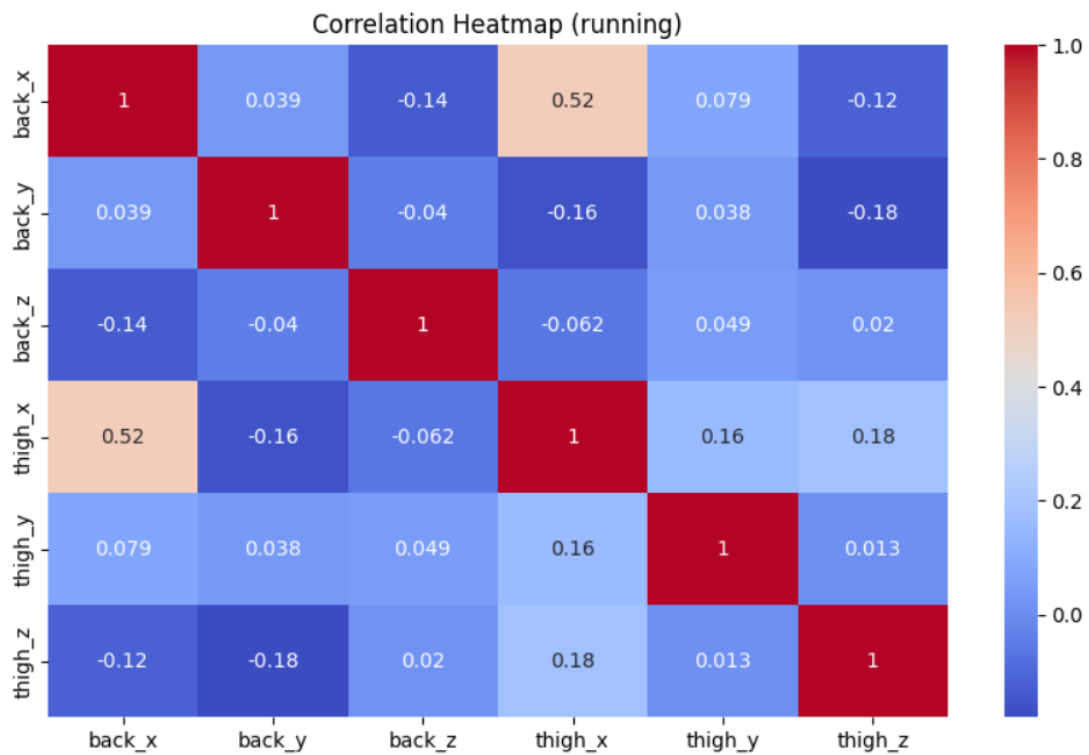 Correlation Heatmap (running)
back_x 1 0.039 -0.14 0.52 0.079 -0.12
back_y 0.039 1 -0.04 -0.16 0.038 -0.18
back_z -0.14 -0.04 1 -0.062 0.049 0.02
thigh_x 0.52 -0.16 -0.062 1 0.16 0.18
thigh_y 0.079 0.038 0.049 0.16 1 0.013
thigh_z -0.12 -0.18 0.02 0.18 0.013 1
back_x back_y back_z thigh_x thigh_y thigh_z
1.0
0.8
0.6
0.4
0.2
0.0